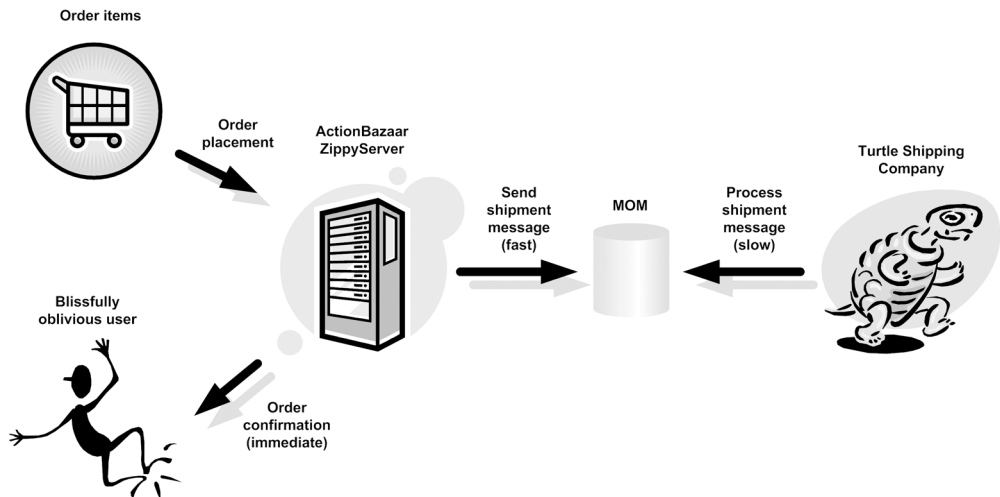 Order items
Order
placement
ActionBazaar
ZippyServer
Send
shipment
message
(fast)
MOM
Process
shipment
message
(slow)
Turtle Shipping
Company
Blissfully
oblivious user
Order
confirmation
(immediate)